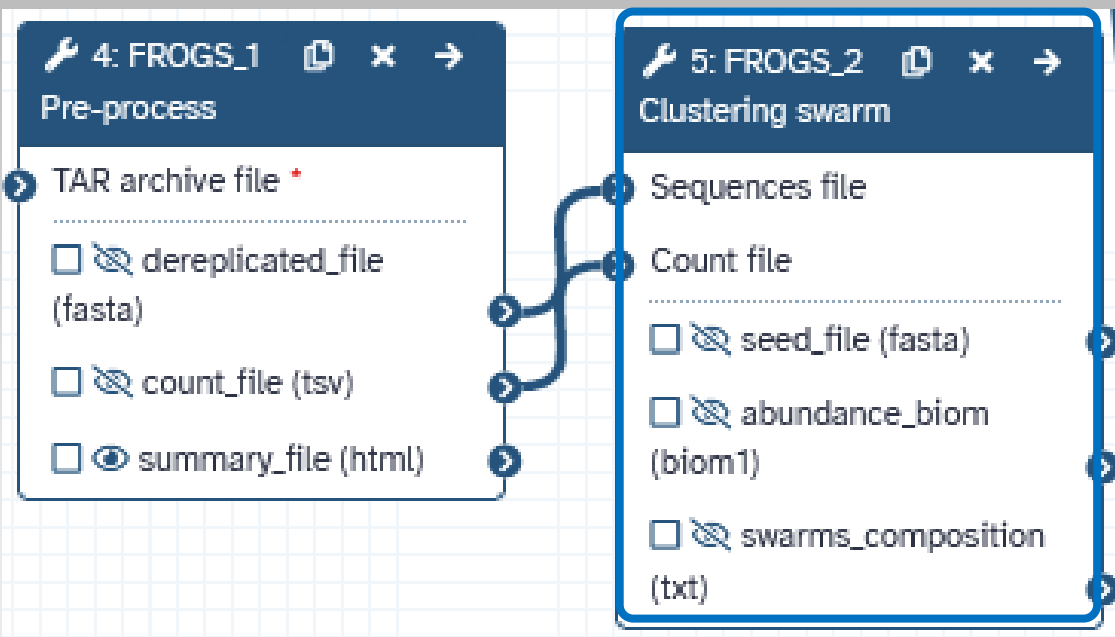 4: FROGS_1
Pre-process
TAR archive file *
dereplicated_file
(fasta)
count_file (tsv)
summary_file (html)
5: FROGS_2
Clustering swarm
Sequences file
Count file
seed_file (fasta)
abundance_biom
(biom1)
swarms_composition
(txt)